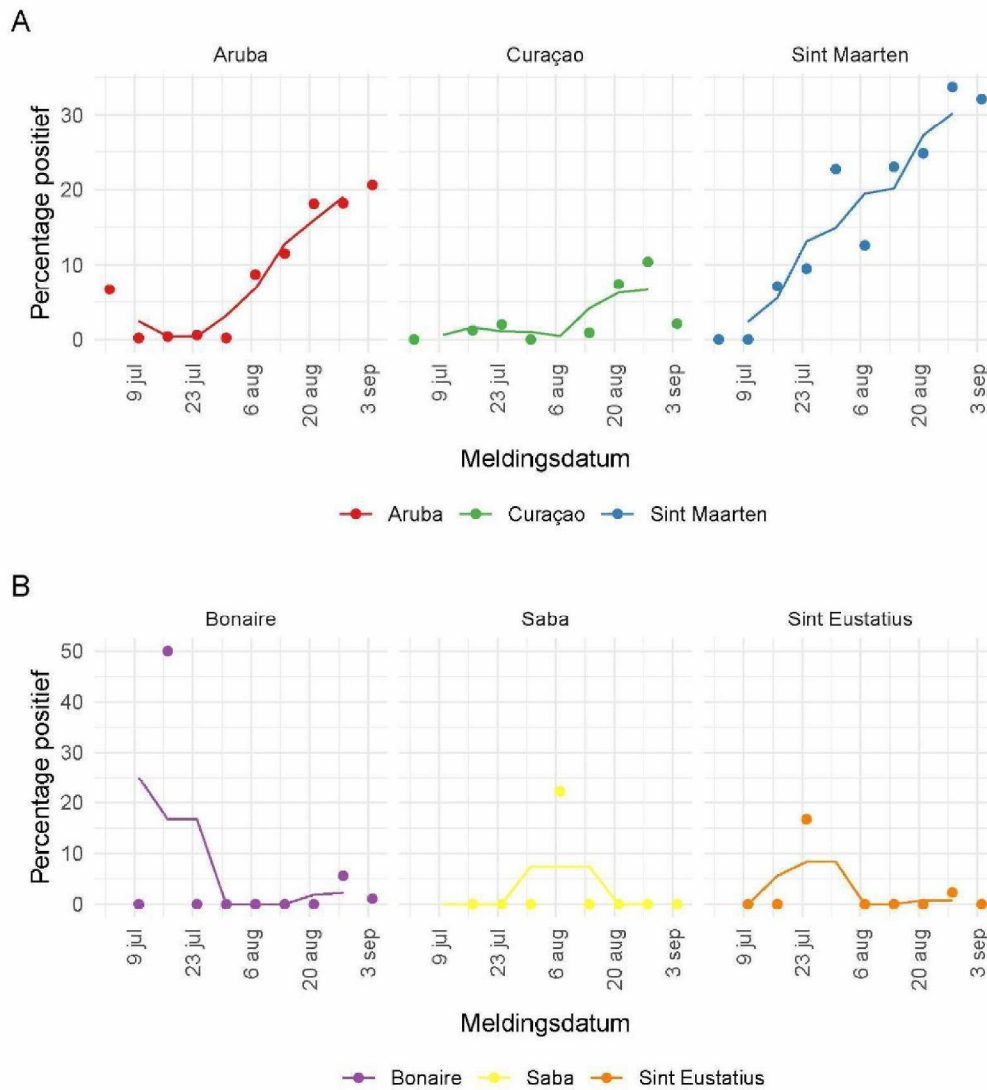 A
Aruba Curaçao Sint Maarten
Percentage positief
30
20
10
0
9 jul 23 jul 6 aug 20 aug 3 sep 9 jul 23 jul 6 aug 20 aug 3 sep 9 jul 23 jul 6 aug 20 aug 3 sep
Meldingsdatum
Aruba Curaçao Sint Maarten
B
Bonaire Saba Sint Eustatius
Percentage positief
50
40
30
20
10
0
9 jul 23 jul 6 aug 20 aug 3 sep 9 jul 23 jul 6 aug 20 aug 3 sep 9 jul 23 jul 6 aug 20 aug 3 sep
Meldingsdatum
Bonaire Saba Sint Eustatius